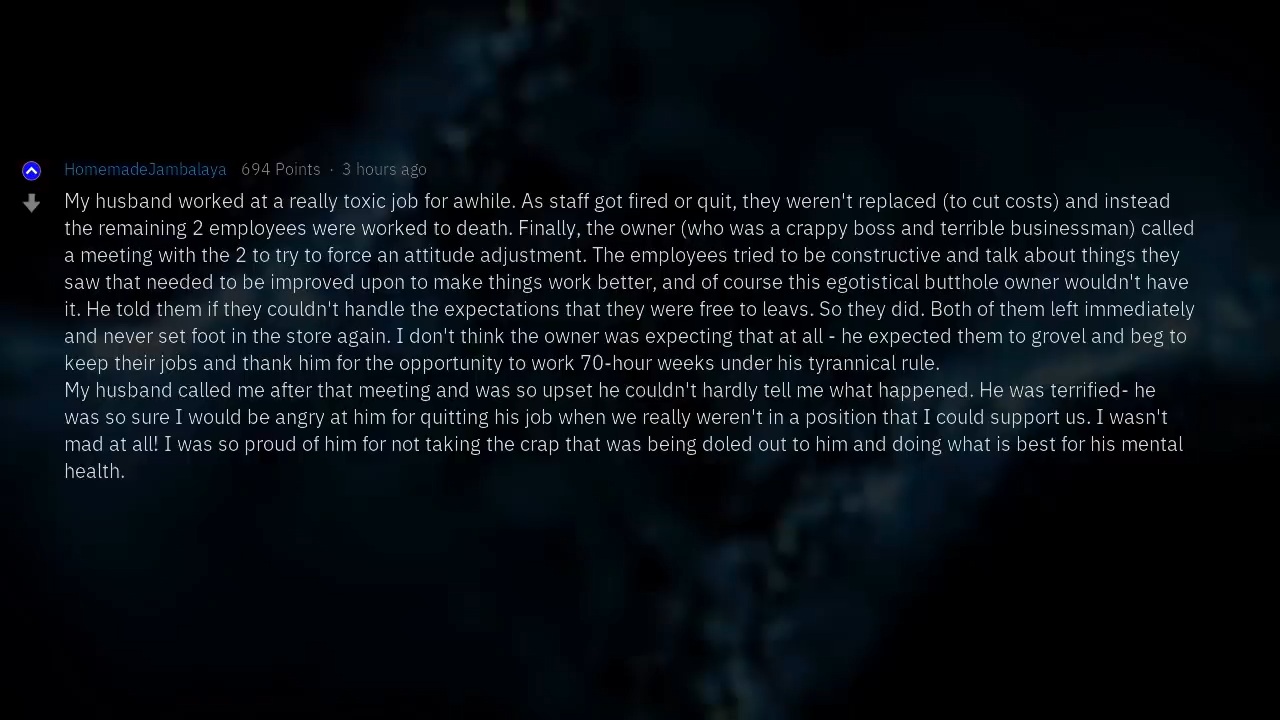 HomemadeJambalaya 694 Points · 3 hours ago
My husband worked at a really toxic job for awhile. As staff got fired or quit, they weren't replaced (to cut costs) and instead
the remaining 2 employees were worked to death. Finally, the owner (who was a crappy boss and terrible businessman) called
a meeting with the 2 to try to force an attitude adjustment. The employees tried to be constructive and talk about things they
saw that needed to be improved upon to make things work better, and of course this egotistical butthole owner wouldn't have
it. He told them if they couldn't handle the expectations that they were free to leavs. So they did. Both of them left immediately
and never set foot in the store again. I don't think the owner was expecting that at all - he expected them to grovel and beg to
keep their jobs and thank him for the opportunity to work 70-hour weeks under his tyrannical rule.
My husband called me after that meeting and was so upset he couldn't hardly tell me what happened. He was terrified- he
was so sure I would be angry at him for quitting his job when we really weren't in a position that I could support us. I wasn't
mad at all! I was so proud of him for not taking the crap that was being doled out to him and doing what is best for his mental
health.